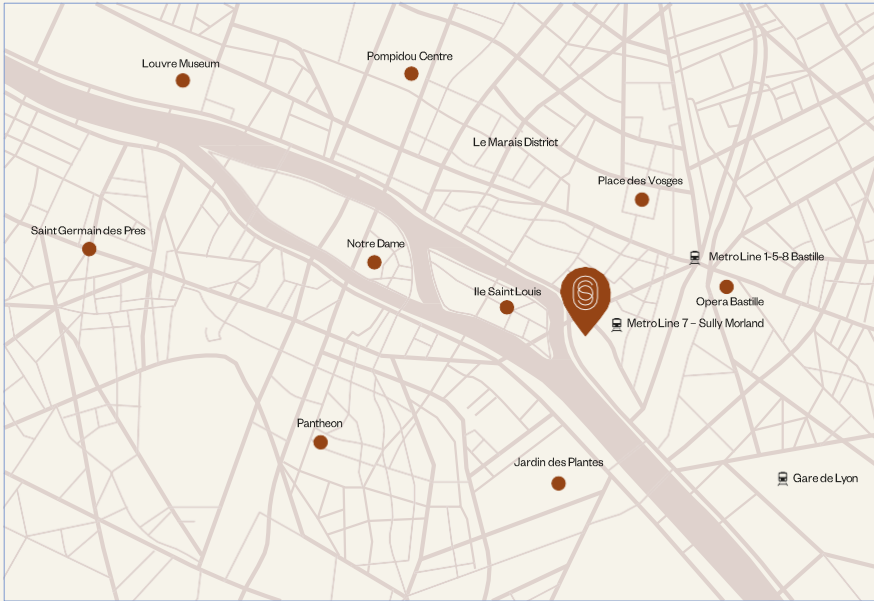 Pompidou Centre
Louvre Museum
Le Marais District
Place des Vosges
Saint Germain des Pres
Notre Dame
Metro Line 1-5-8 Bastille
Ile Saint Louis
Opera Bastille
Metro Line 7 – Sully Morland
Pantheon
Jardin des Plantes
Gare de Lyon